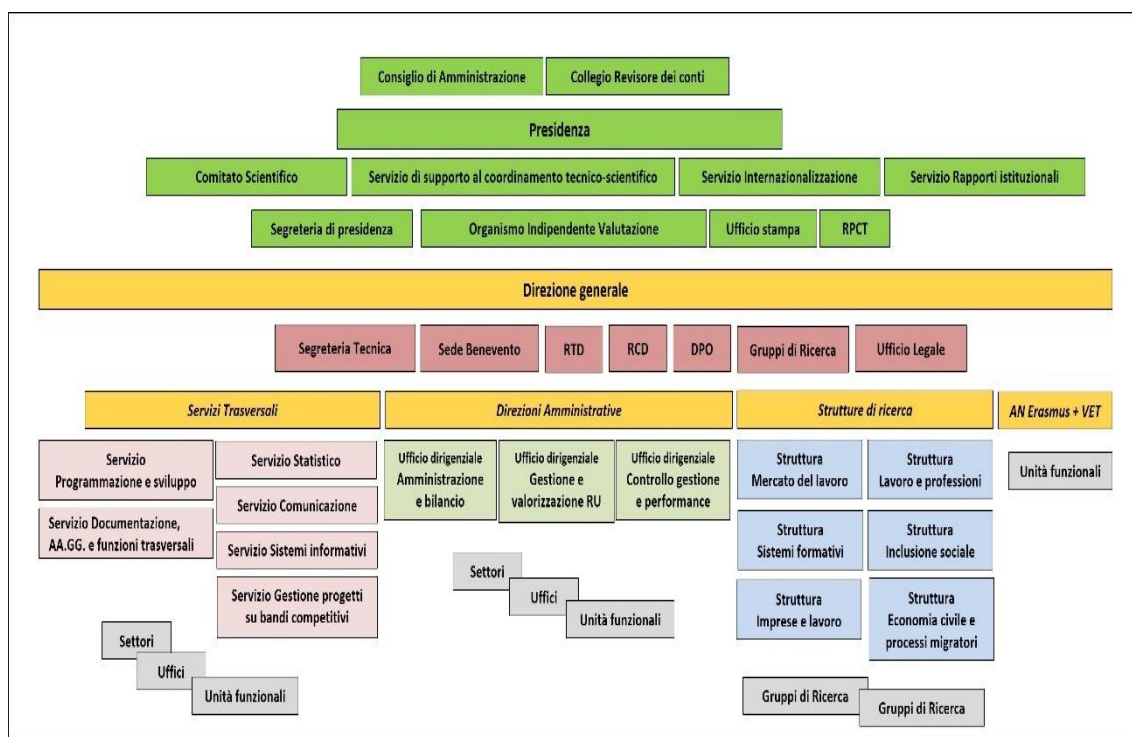 Consiglio di Amministrazione
Collegio Revisore dei conti
Presidenza
Comitato Scientifico
Servizio di supporto al coordinamento tecnico-scientifico
Servizio Internazionalizzazione
Servizio Rapporti istituzionali
Segreteria di presidenza
Organismo Indipendente Valutazione
Ufficio stampa
RPCT
Direzione generale
Segreteria Tecnica
Sede Benevento
RTD
RCD
DPO
Gruppi di Ricerca
Ufficio Legale
Servizi Trasversali
Servizio
Programmazione e sviluppo
Servizio Documentazione,
AA.GG. e funzioni trasversali
Servizio Statistico
Servizio Comunicazione
Servizio Sistemi informativi
Servizio Gestione progetti
su bandi competitivi
Settori
Uffici
Unità funzionali
Direzioni Amministrative
Ufficio dirigenziale
Amministrazione
e bilancio
Ufficio dirigenziale
Gestione e
valorizzazione RU
Ufficio dirigenziale
Controllo gestione
e performance
Settori
Uffici
Unità funzionali
Strutture di ricerca
Struttura
Mercato del lavoro
Struttura
Lavoro e professioni
Struttura
Sistemi formativi
Struttura
Inclusione sociale
Struttura
Imprese e lavoro
Struttura
Economia civile e
processi migratori
Gruppi di Ricerca
Gruppi di Ricerca
AN Erasmus + VET
Unità funzionali